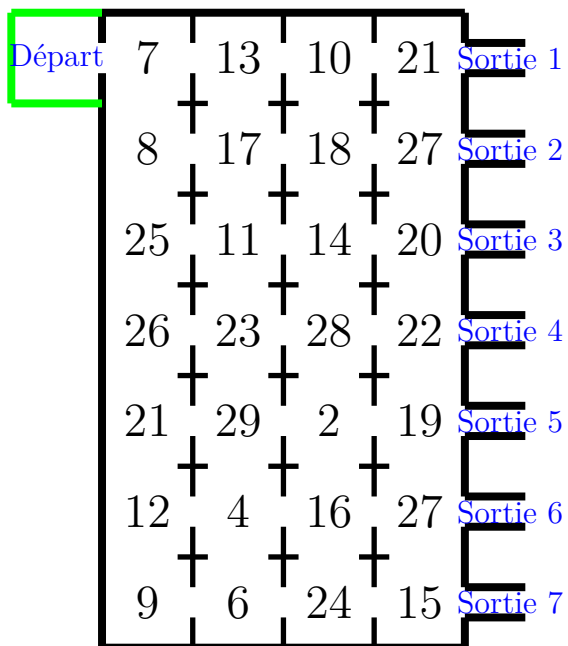 Départ 7 13 10 21 Sortie 1
8 17 18 27 Sortie 2
25 11 14 20 Sortie 3
26 23 28 22 Sortie 4
21 29 2 19 Sortie 5
12 4 16 27 Sortie 6
9 6 24 15 Sortie 7